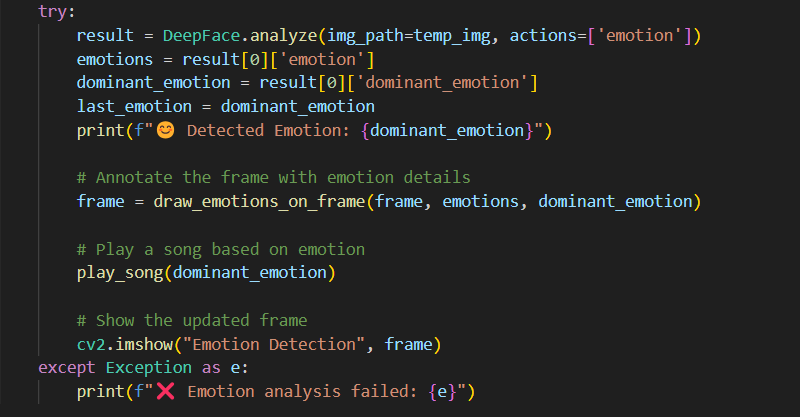 try:
    result = DeepFace.analyze(img_path=temp_img, actions=['emotion'])
    emotions = result[0]['emotion']
    dominant_emotion = result[0]['dominant_emotion']
    last_emotion = dominant_emotion
    print(f"😊 Detected Emotion: {dominant_emotion}")

    # Annotate the frame with emotion details
    frame = draw_emotions_on_frame(frame, emotions, dominant_emotion)

    # Play a song based on emotion
    play_song(dominant_emotion)

    # Show the updated frame
    cv2.imshow("Emotion Detection", frame)
except Exception as e:
    print(f"❌ Emotion analysis failed: {e}")